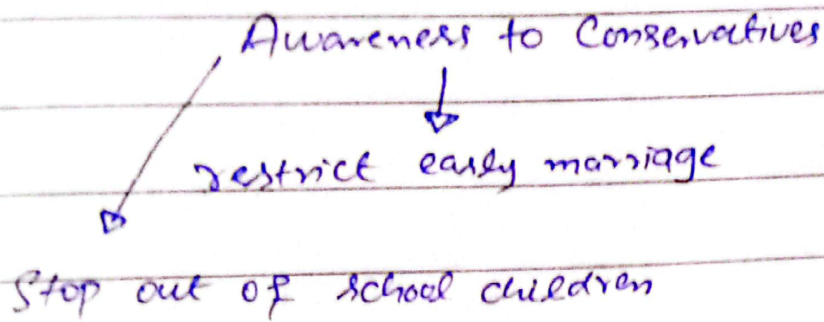 Awareness to Conservatives
restrict early marriage
Stop out of school children